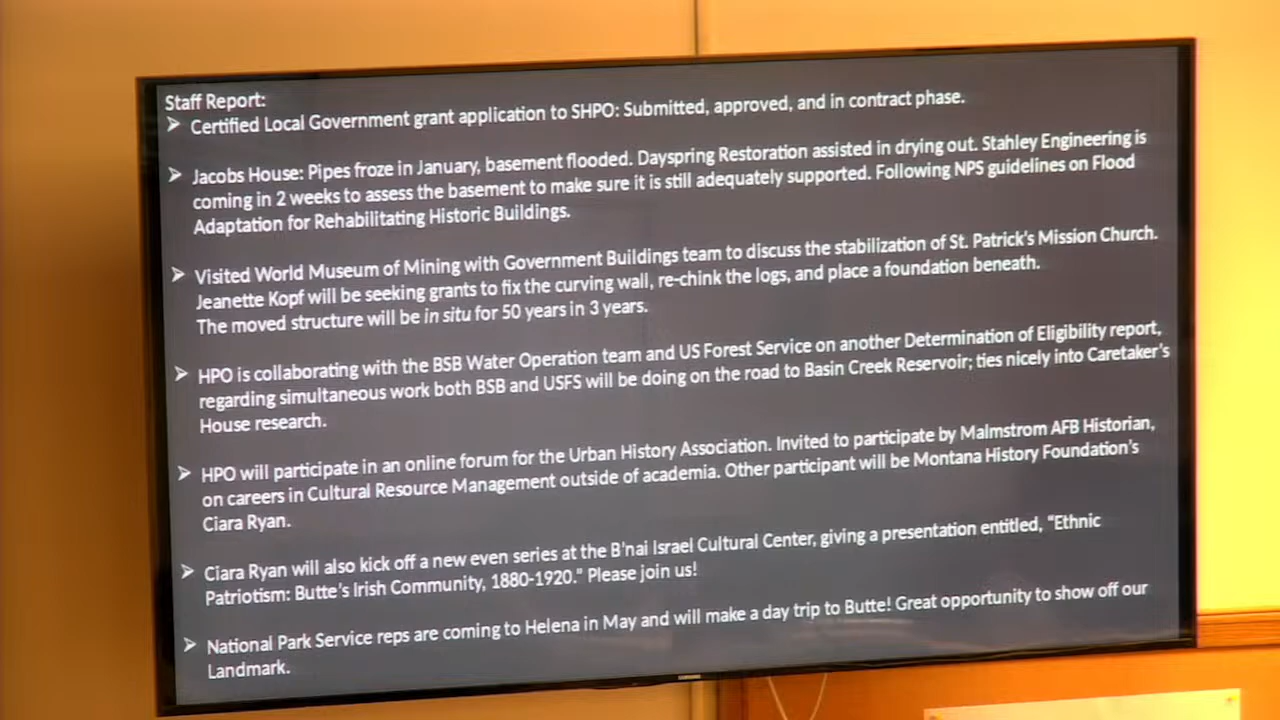 Staff Report:
➢ Certified Local Government grant application to SHPO: Submitted, approved, and in contract phase.
➢ Jacobs House: Pipes froze in January, basement flooded. Dayspring Restoration assisted in drying out. Stahley Engineering is
coming in 2 weeks to assess the basement to make sure it is still adequately supported. Following NPS guidelines on Flood
Adaptation for Rehabilitating Historic Buildings.
➢ Visited World Museum of Mining with Government Buildings team to discuss the stabilization of St. Patrick's Mission Church.
Jeanette Kopf will be seeking grants to fix the curving wall, re-chink the logs, and place a foundation beneath.
The moved structure will be in situ for 50 years in 3 years.
➢ HPO is collaborating with the BSB Water Operation team and US Forest Service on another Determination of Eligibility report,
regarding simultaneous work both BSB and USFS will be doing on the road to Basin Creek Reservoir; ties nicely into Caretaker's
House research.
➢ HPO will participate in an online forum for the Urban History Association. Invited to participate by Malmstrom AFB Historian,
on careers in Cultural Resource Management outside of academia. Other participant will be Montana History Foundation's
Ciara Ryan.
➢ Ciara Ryan will also kick off a new even series at the B'nai Israel Cultural Center, giving a presentation entitled, "Ethnic
Patriotism: Butte's Irish Community, 1880-1920." Please join us!
➢ National Park Service reps are coming to Helena in May and will make a day trip to Butte! Great opportunity to show off our
Landmark.
SAMSUNG